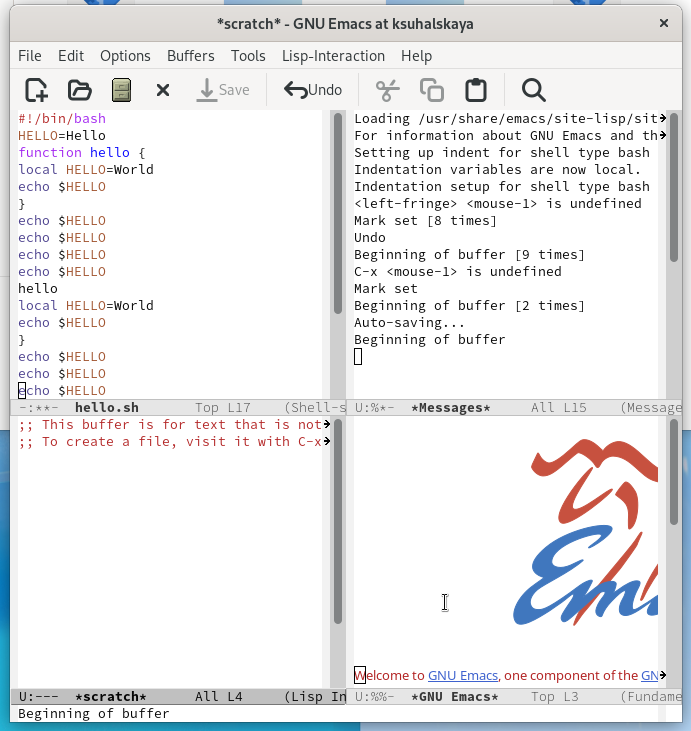 *scratch* - GNU Emacs at ksuhalskaya
File Edit Options Buffers Tools Lisp-Interaction Help
Save Undo
#!/bin/bash
HELLO=Hello
function hello {
local HELLO=World
echo $HELLO
}
echo $HELLO
echo $HELLO
echo $HELLO
echo $HELLO
hello
local HELLO=World
echo $HELLO
}
echo $HELLO
echo $HELLO
echo $HELLO
-:**- hello.sh Top L17 (Shell-s
Loading /usr/share/emacs/site-lisp/sit
For information about GNU Emacs and th
Setting up indent for shell type bash
Indentation variables are now local.
Indentation setup for shell type bash
<left-fringe> <mouse-1> is undefined
Mark set [8 times]
Undo
Beginning of buffer [9 times]
C-x <mouse-1> is undefined
Mark set
Beginning of buffer [2 times]
Auto-saving...
Beginning of buffer
U:%*- *Messages* All L15 (Message
;; This buffer is for text that is not
;; To create a file, visit it with C-x
U:--- *scratch* All L4 (Lisp In
Em
Welcome to GNU Emacs, one component of the GN
U:%%- *GNU Emacs* Top L3 (Fundame
Beginning of buffer